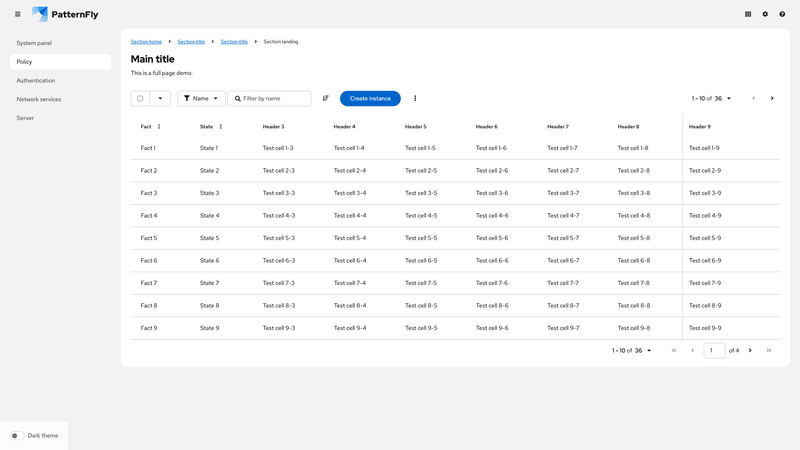 PatternFly
System panel
Policy
Authentication
Network services
Server
Section home Section title Section title Section landing
Main title
This is a full page demo.
Name Filter by name Create instance 1 - 10 of 36
Fact State Header 3 Header 4 Header 5 Header 6 Header 7 Header 8 Header 9
Fact 1 State 1 Test cell 1-3 Test cell 1-4 Test cell 1-5 Test cell 1-6 Test cell 1-7 Test cell 1-8 Test cell 1-9
Fact 2 State 2 Test cell 2-3 Test cell 2-4 Test cell 2-5 Test cell 2-6 Test cell 2-7 Test cell 2-8 Test cell 2-9
Fact 3 State 3 Test cell 3-3 Test cell 3-4 Test cell 3-5 Test cell 3-6 Test cell 3-7 Test cell 3-8 Test cell 3-9
Fact 4 State 4 Test cell 4-3 Test cell 4-4 Test cell 4-5 Test cell 4-6 Test cell 4-7 Test cell 4-8 Test cell 4-9
Fact 5 State 5 Test cell 5-3 Test cell 5-4 Test cell 5-5 Test cell 5-6 Test cell 5-7 Test cell 5-8 Test cell 5-9
Fact 6 State 6 Test cell 6-3 Test cell 6-4 Test cell 6-5 Test cell 6-6 Test cell 6-7 Test cell 6-8 Test cell 6-9
Fact 7 State 7 Test cell 7-3 Test cell 7-4 Test cell 7-5 Test cell 7-6 Test cell 7-7 Test cell 7-8 Test cell 7-9
Fact 8 State 8 Test cell 8-3 Test cell 8-4 Test cell 8-5 Test cell 8-6 Test cell 8-7 Test cell 8-8 Test cell 8-9
Fact 9 State 9 Test cell 9-3 Test cell 9-4 Test cell 9-5 Test cell 9-6 Test cell 9-7 Test cell 9-8 Test cell 9-9
1 - 10 of 36 1 of 4
Dark theme